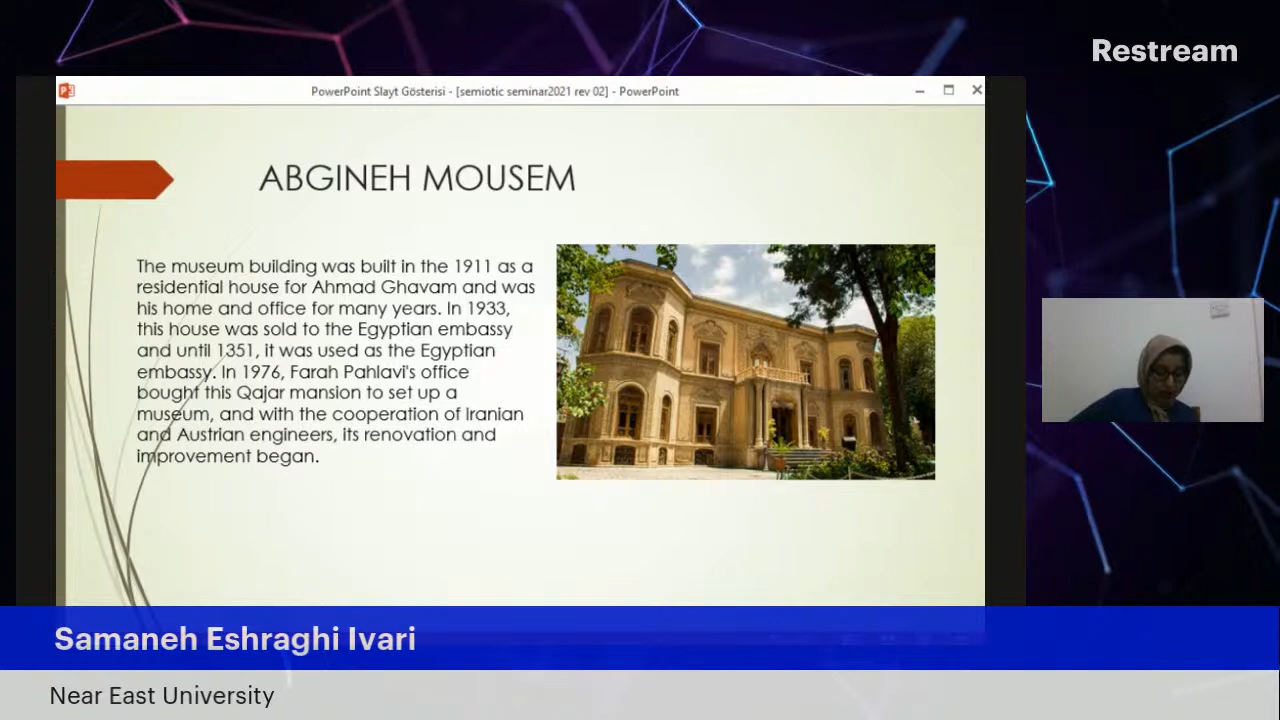 Restream
PowerPoint Slayt Gösterisi - [semiotic seminar2021 rev 02] - PowerPoint
ABGINEH MOUSEM
The museum building was built in the 1911 as a
residential house for Ahmad Ghavam and was
his home and office for many years. In 1933,
this house was sold to the Egyptian embassy
and until 1351, it was used as the Egyptian
embassy. In 1976, Farah Pahlavi's office
bought this Qajar mansion to set up a
museum, and with the cooperation of Iranian
and Austrian engineers, its renovation and
improvement began.
Samaneh Eshraghi Ivari
Near East University